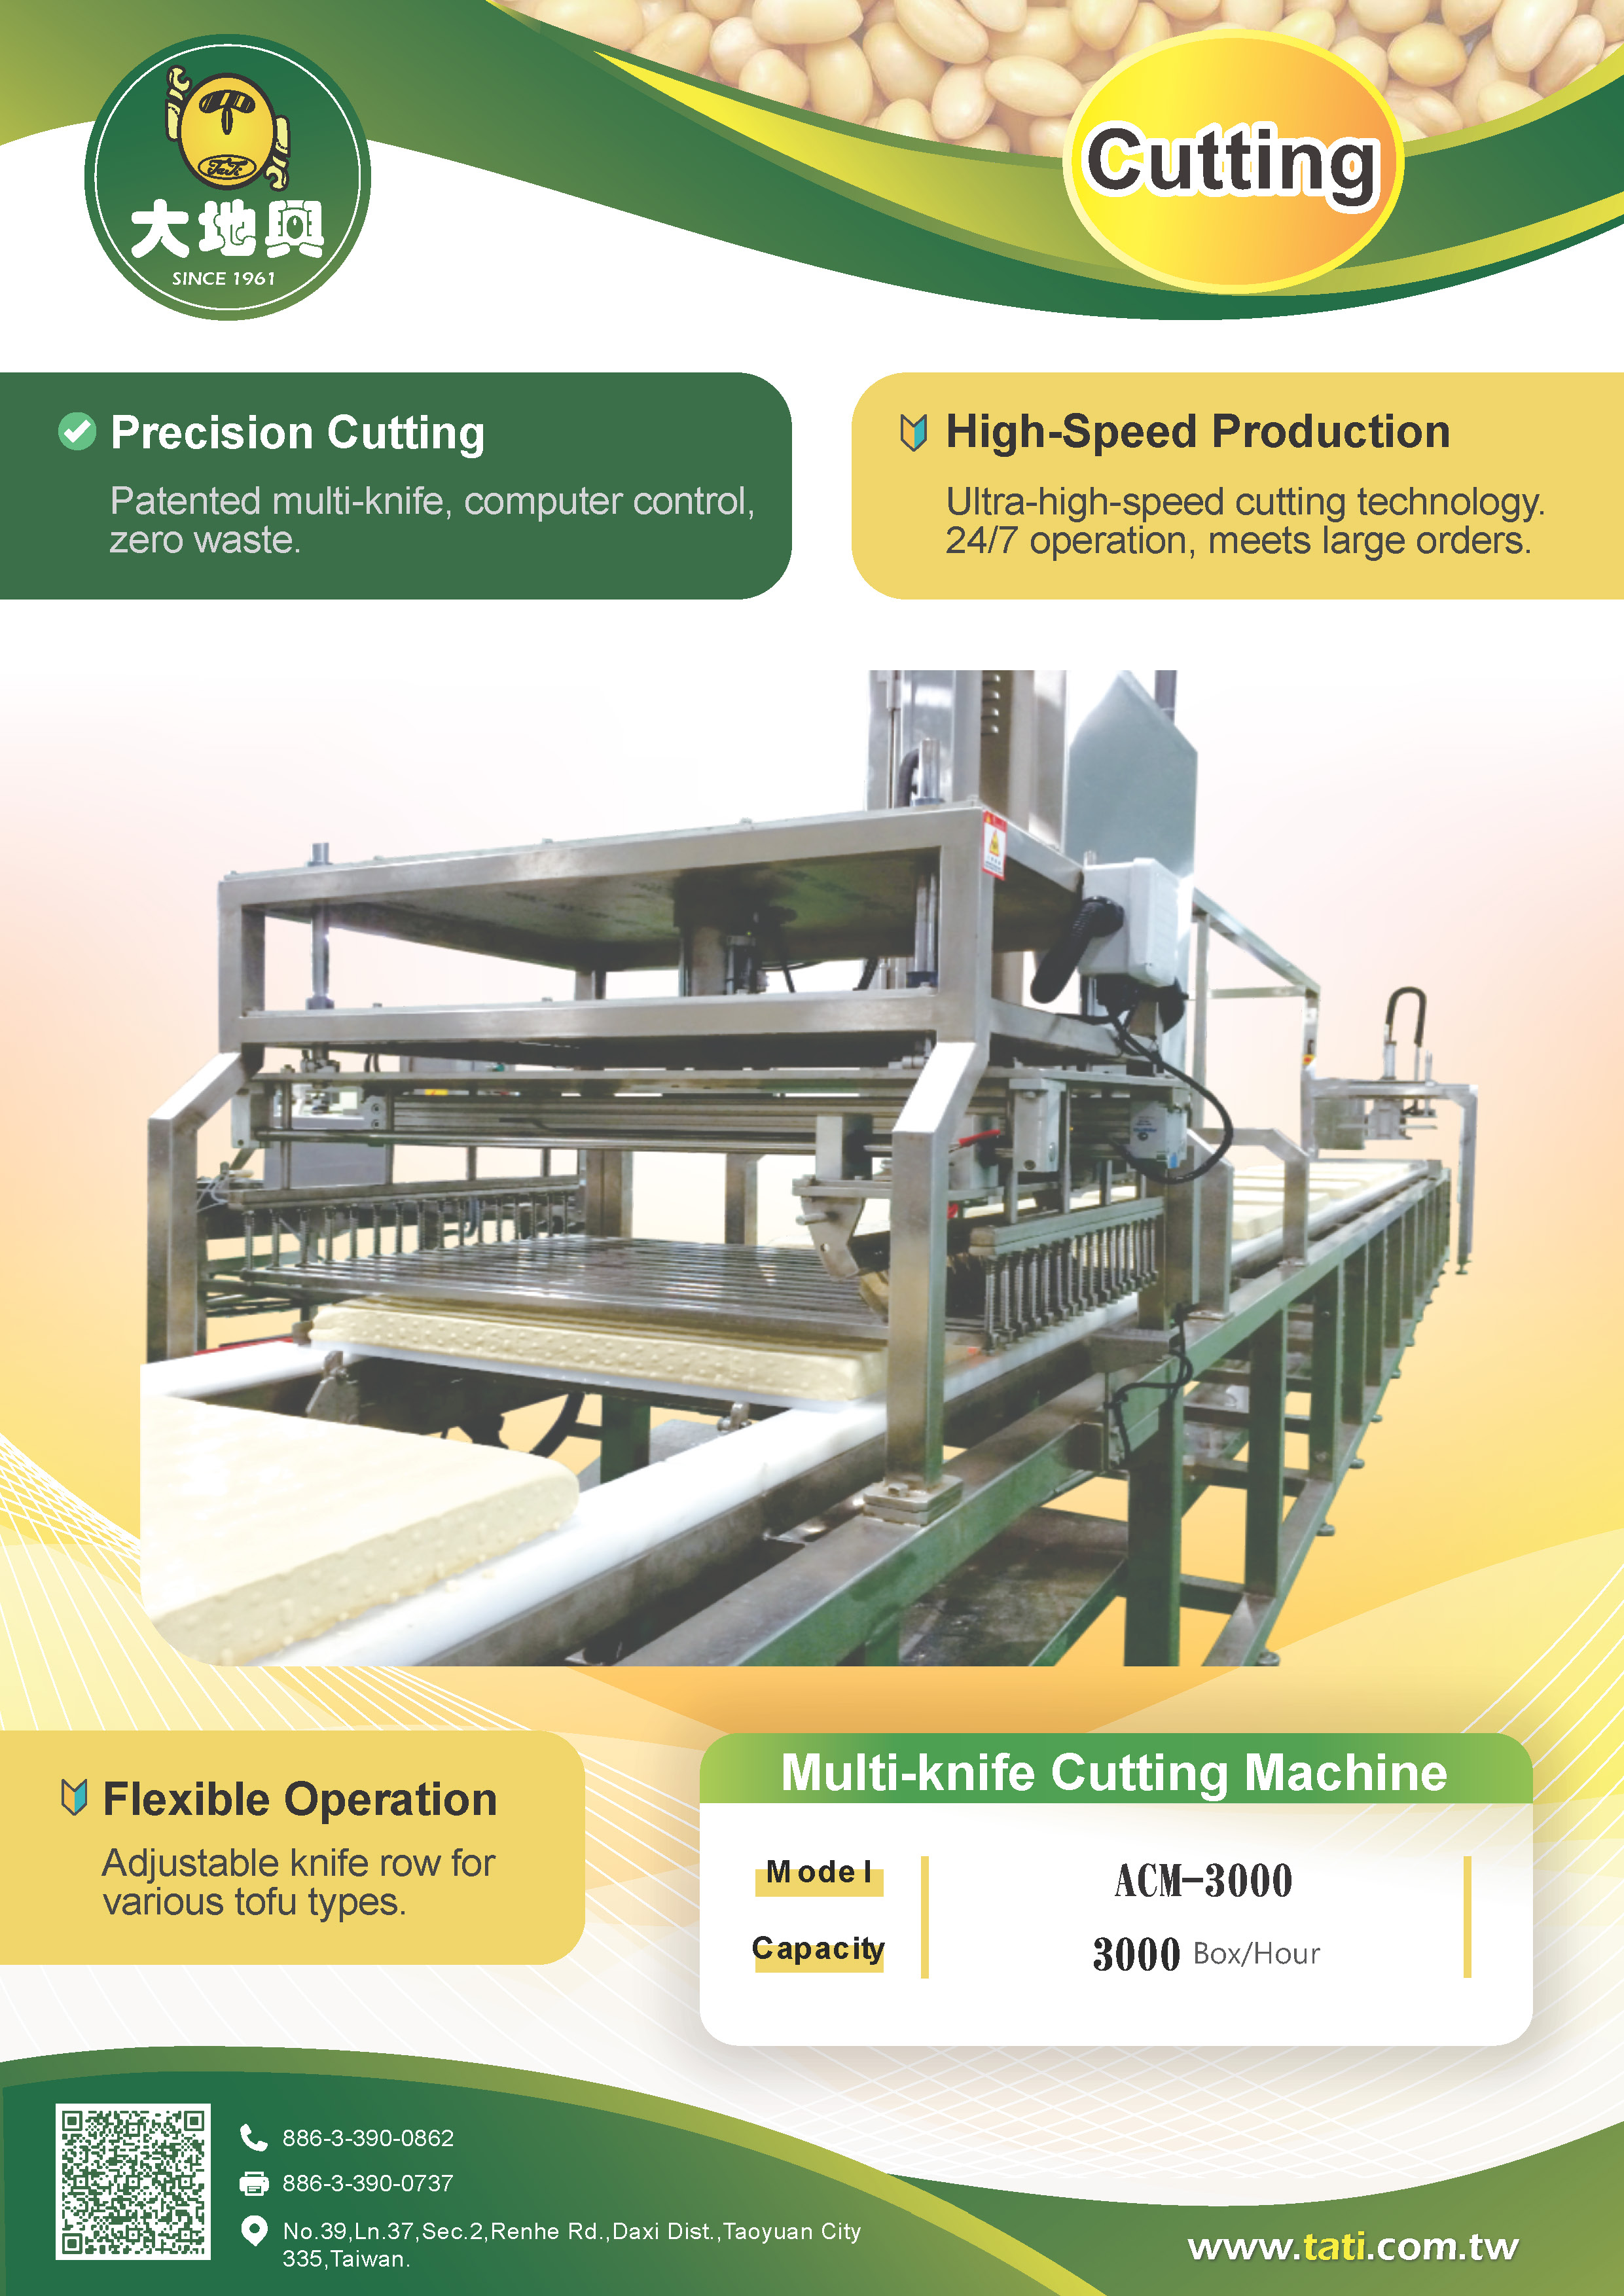 TaTi
大地興
SINCE 1961
Cutting
Precision Cutting
Patented multi-knife, computer control,
zero waste.
High-Speed Production
Ultra-high-speed cutting technology.
24/7 operation, meets large orders.
Flexible Operation
Adjustable knife row for
various tofu types.
Multi-knife Cutting Machine
Model
ACM-3000
Capacity
3000 Box/Hour
886-3-390-0862
886-3-390-0737
No.39,Ln.37,Sec.2,Renhe Rd.,Daxi Dist.,Taoyuan City
335,Taiwan.
www.tati.com.tw